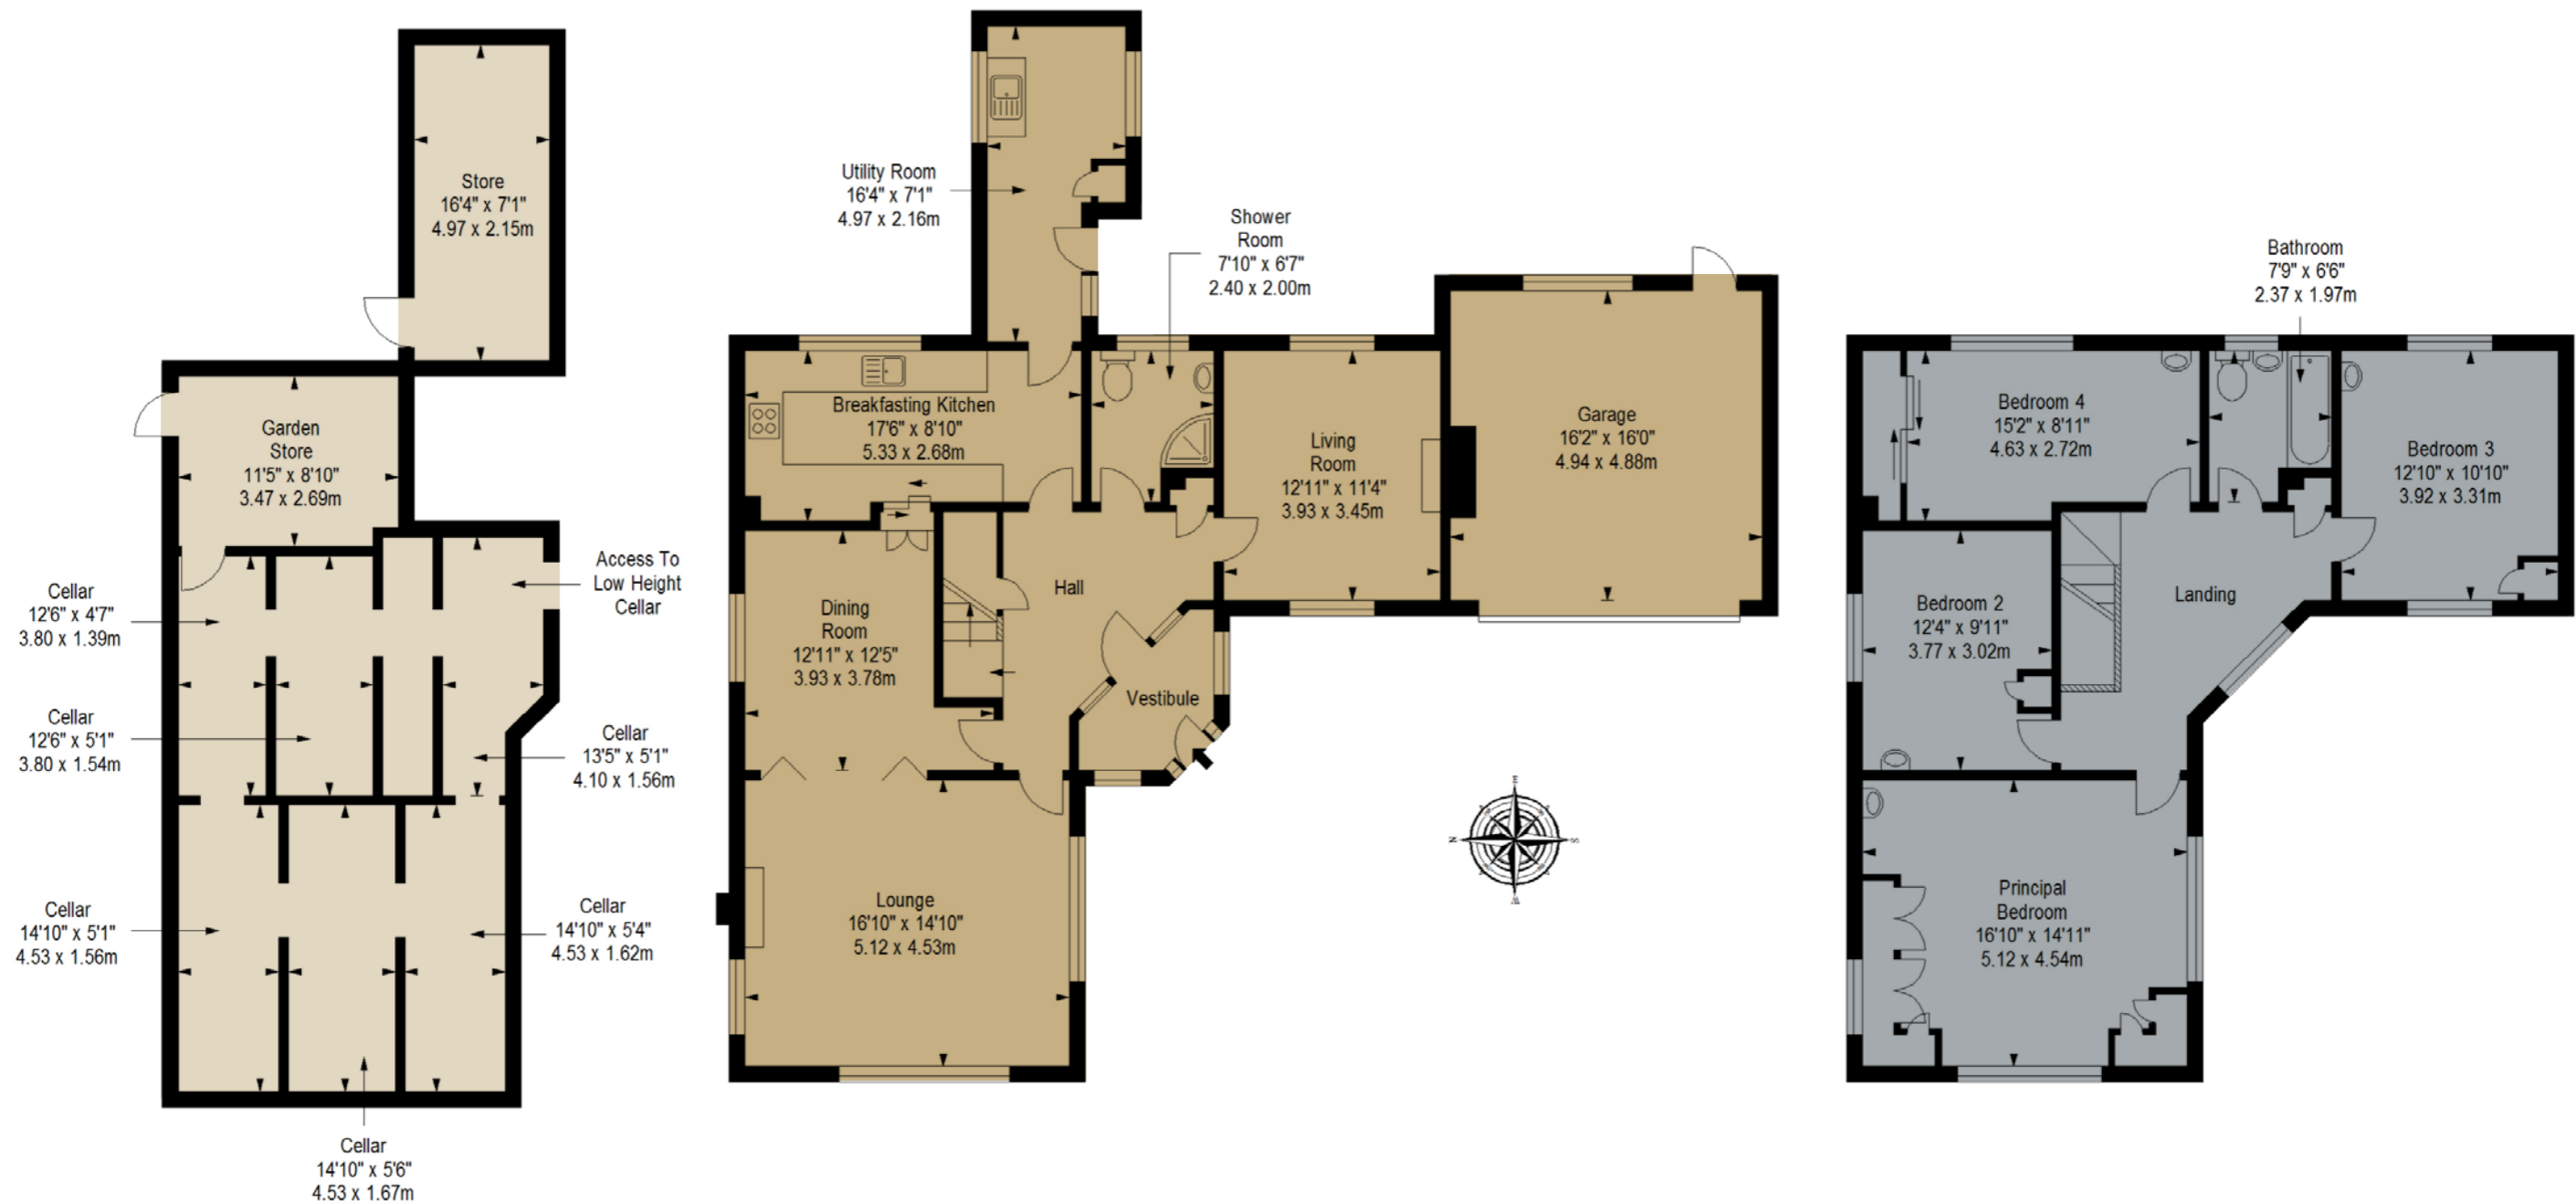 Store
16'4" x 7'1"
4.97 x 2.15m
Garden
Store
11'5" x 8'10"
3.47 x 2.69m
Access To
Low Height
Cellar
Cellar
12'6" x 4'7"
3.80 x 1.39m
Cellar
12'6" x 5'1"
3.80 x 1.54m
Cellar
13'5" x 5'1"
4.10 x 1.56m
Cellar
14'10" x 5'1"
4.53 x 1.56m
Cellar
14'10" x 5'4"
4.53 x 1.62m
Cellar
14'10" x 5'6"
4.53 x 1.67m
Utility Room
16'4" x 7'1"
4.97 x 2.16m
Shower
Room
7'10" x 6'7"
2.40 x 2.00m
Breakfasting Kitchen
17'6" x 8'10"
5.33 x 2.68m
Living
Room
12'11" x 11'4"
3.93 x 3.45m
Garage
16'2" x 16'0"
4.94 x 4.88m
Hall
Dining
Room
12'11" x 12'5"
3.93 x 3.78m
Vestibule
Lounge
16'10" x 14'10"
5.12 x 4.53m
E
N
S
W
Bathroom
7'9" x 6'6"
2.37 x 1.97m
Bedroom 4
15'2" x 8'11"
4.63 x 2.72m
Bedroom 3
12'10" x 10'10"
3.92 x 3.31m
Bedroom 2
12'4" x 9'11"
3.77 x 3.02m
Landing
Principal
Bedroom
16'10" x 14'11"
5.12 x 4.54m